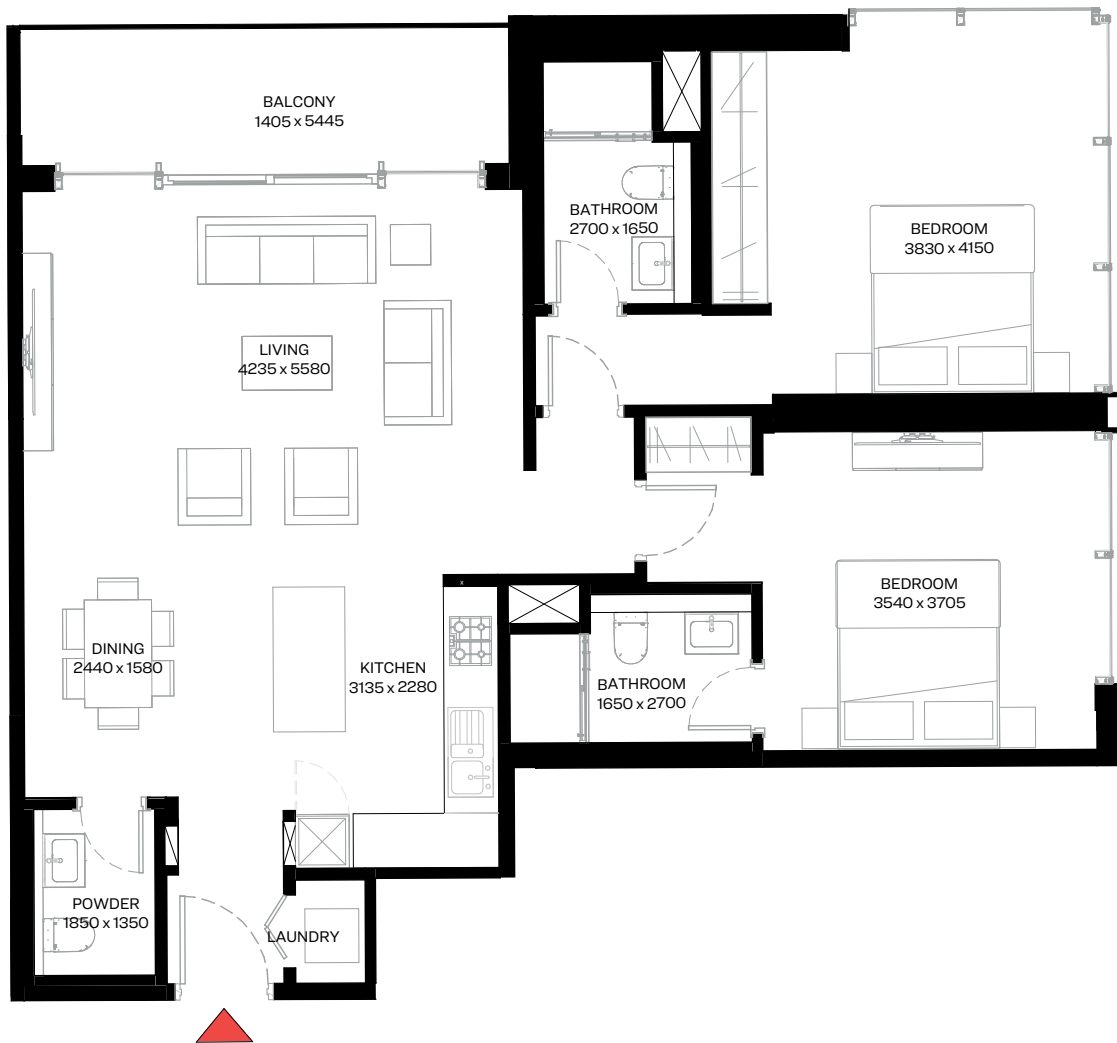 BALCONY
1405 x 5445
BATHROOM
2700 x 1650
BEDROOM
3830 x 4150
LIVING
4235 x 5580
BEDROOM
3540 x 3705
DINING
2440 x 1580
KITCHEN
3135 x 2280
BATHROOM
1650 x 2700
POWDER
1850 x 1350
LAUNDRY